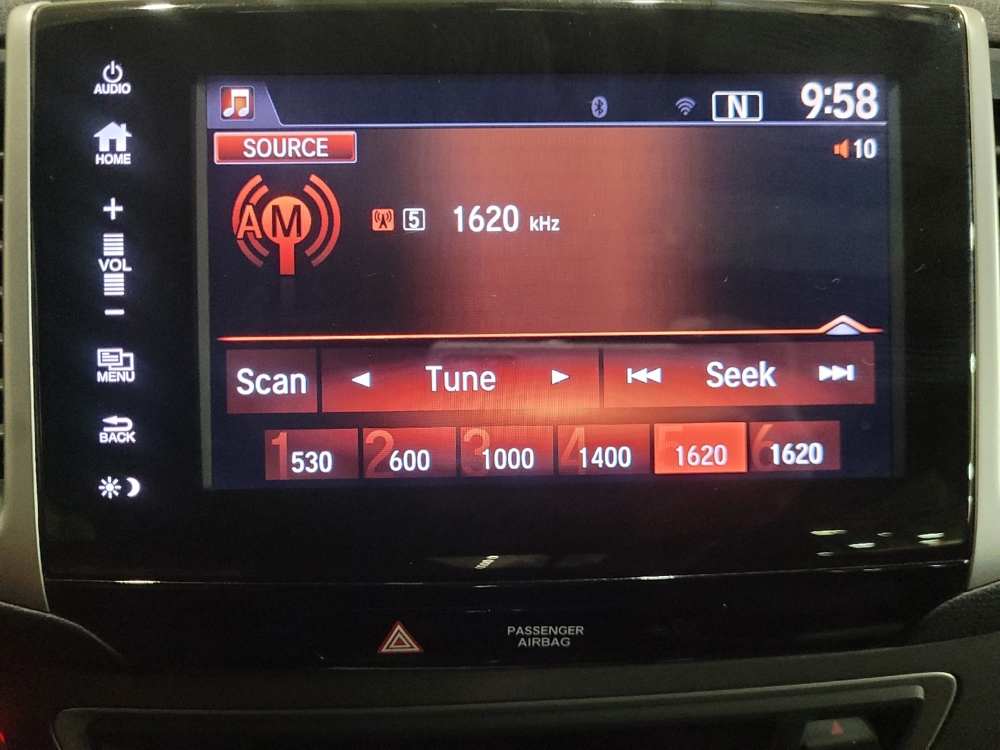 AUDIO
N 9:58
HOME
SOURCE
10
AM
5 1620 kHz
+
VOL
−
MENU
Scan ◄ Tune ► Seek
BACK
1 530 2 600 3 1000 4 1400 5 1620 6 1620
PASSENGER
AIRBAG